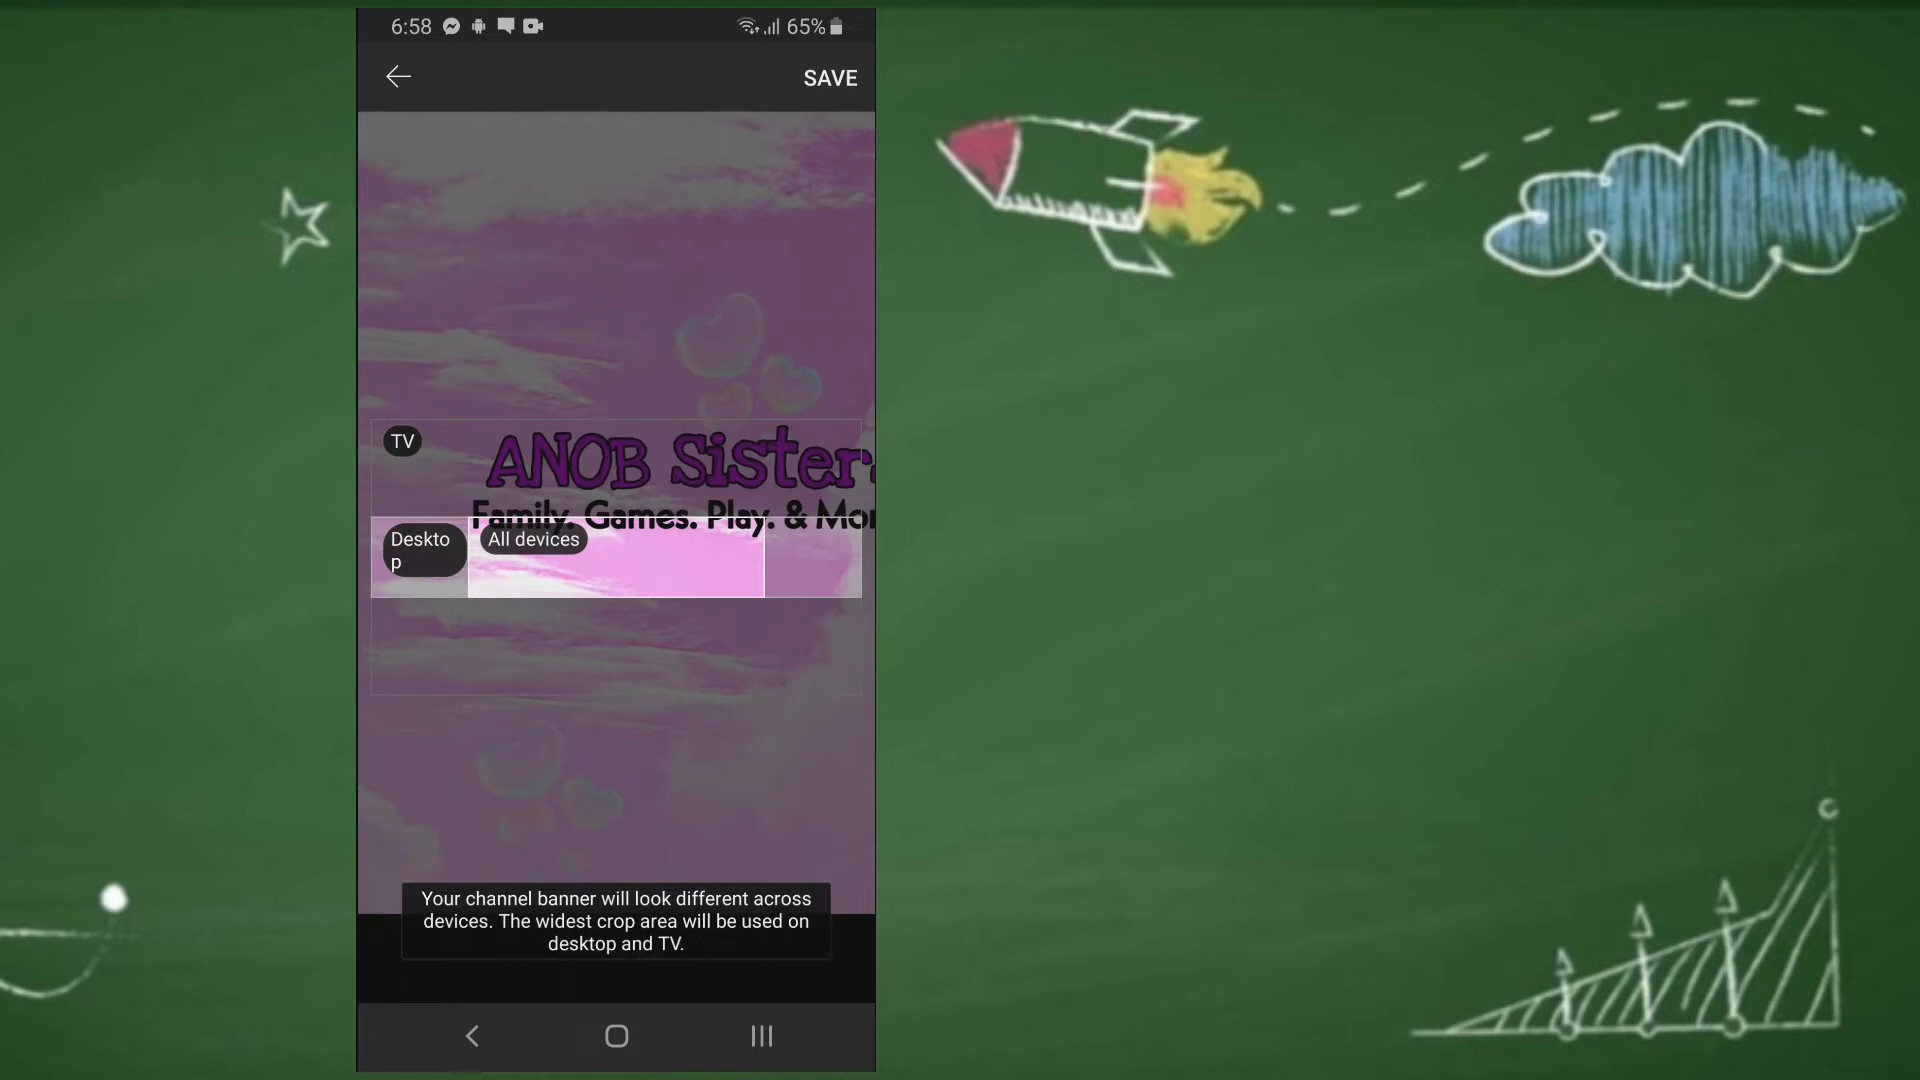 6:58 65%
SAVE
TV
ANOB Sister
Family. Games. Play. & Mo
Deskto
p
All devices
Your channel banner will look different across
devices. The widest crop area will be used on
desktop and TV.